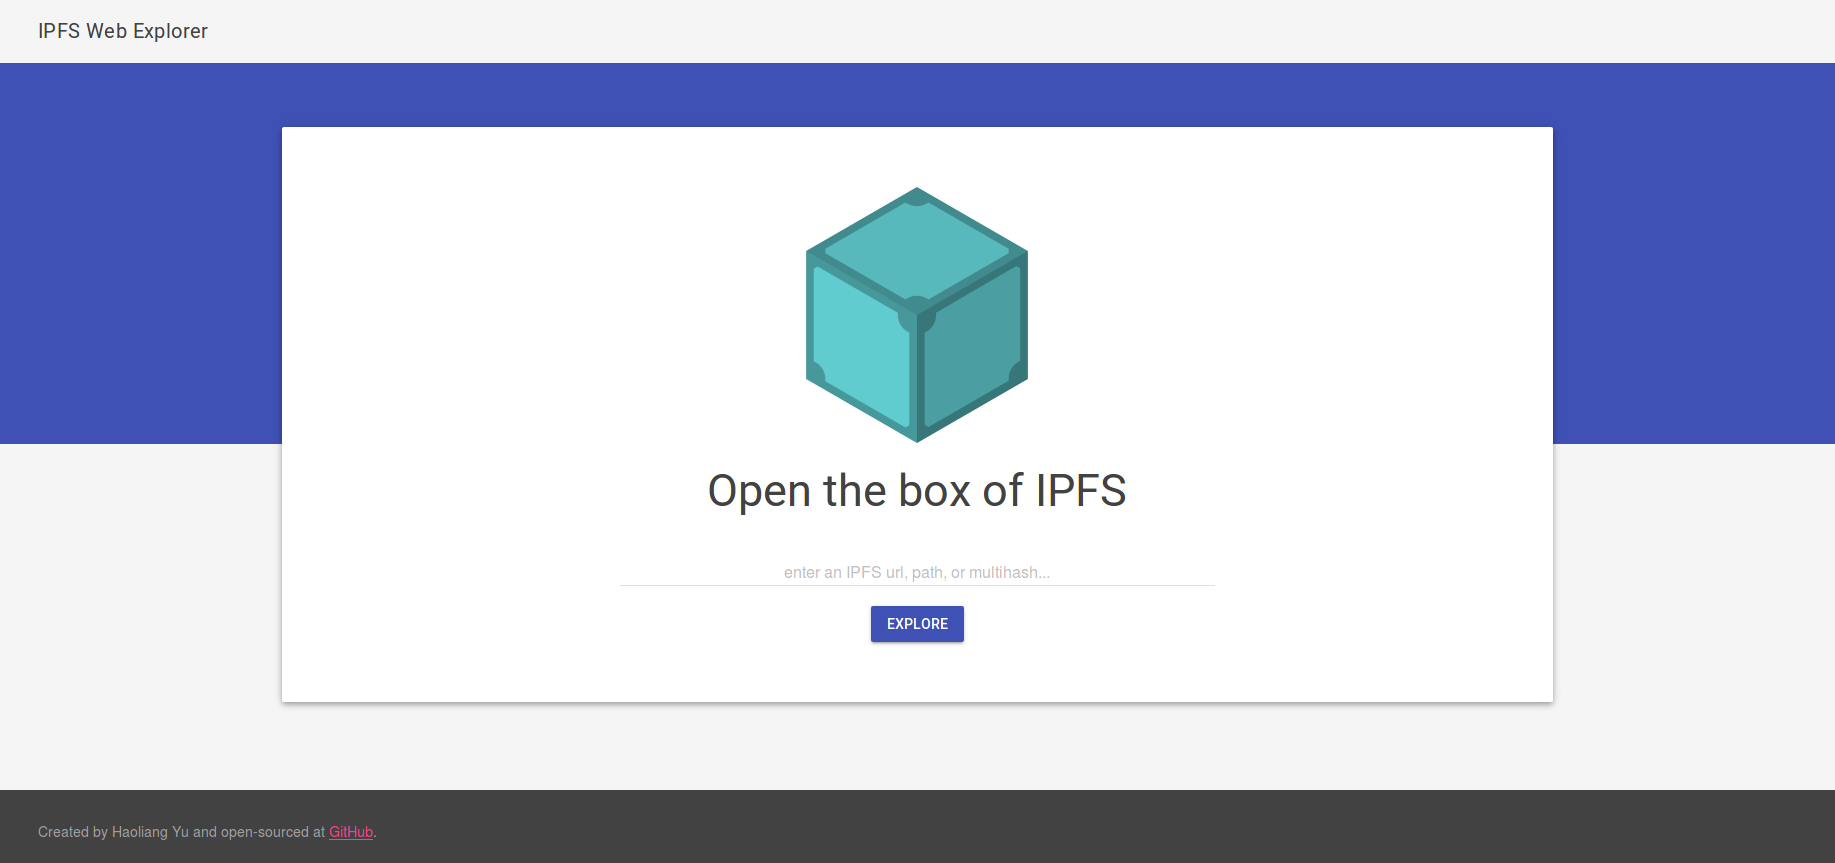 IPFS Web Explorer
Open the box of IPFS
enter an IPFS url, path, or multihash...
EXPLORE
Created by Haoliang Yu and open-sourced at GitHub.